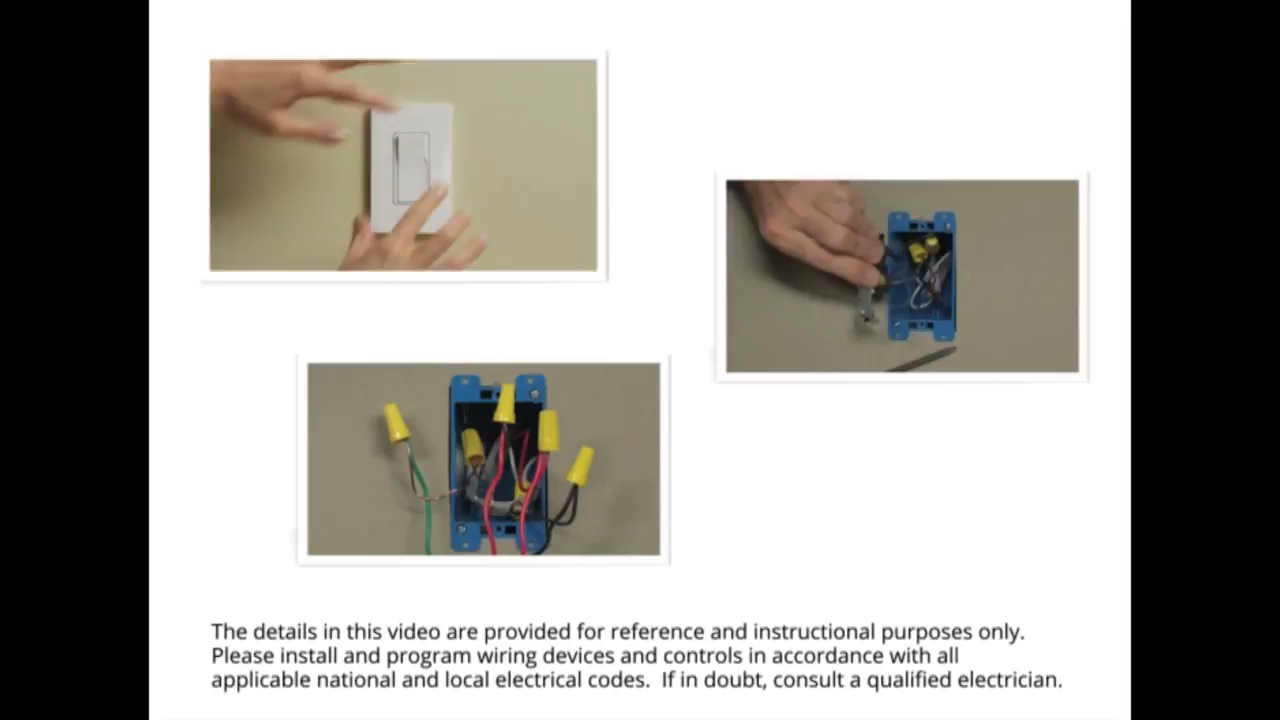 The details in this video are provided for reference and instructional purposes only.
Please install and program wiring devices and controls in accordance with all
applicable national and local electrical codes.  If in doubt, consult a qualified electrician.